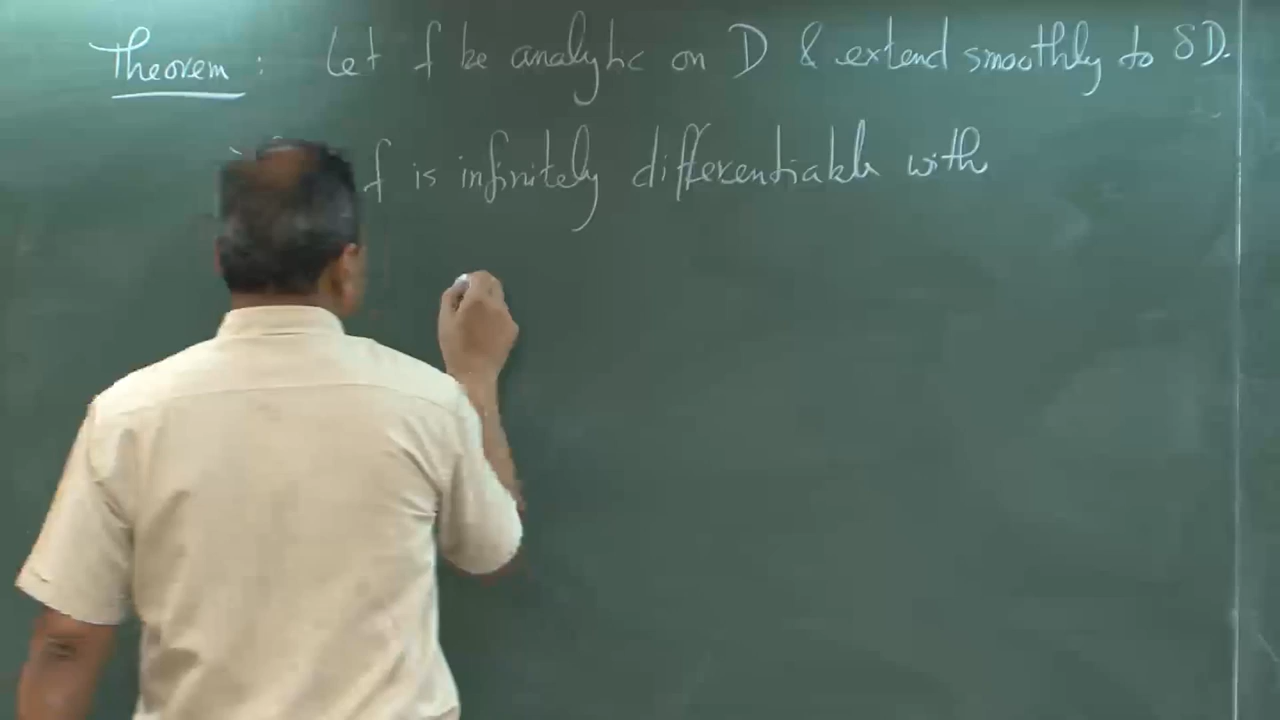 Theorem : Let f be analytic on D & extend smoothly to δD.
f is infinitely differentiable with